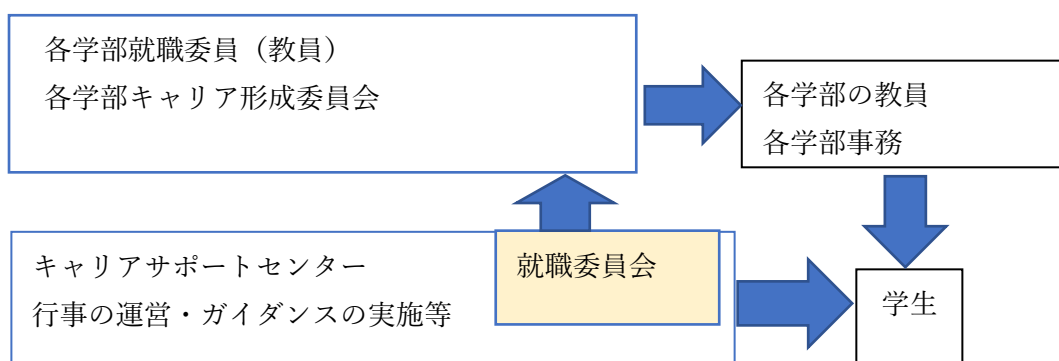 各学部就職委員（教員）
各学部キャリア形成委員会
各学部の教員
各学部事務
キャリアサポートセンター
行事の運営・ガイダンスの実施等
就職委員会
学生